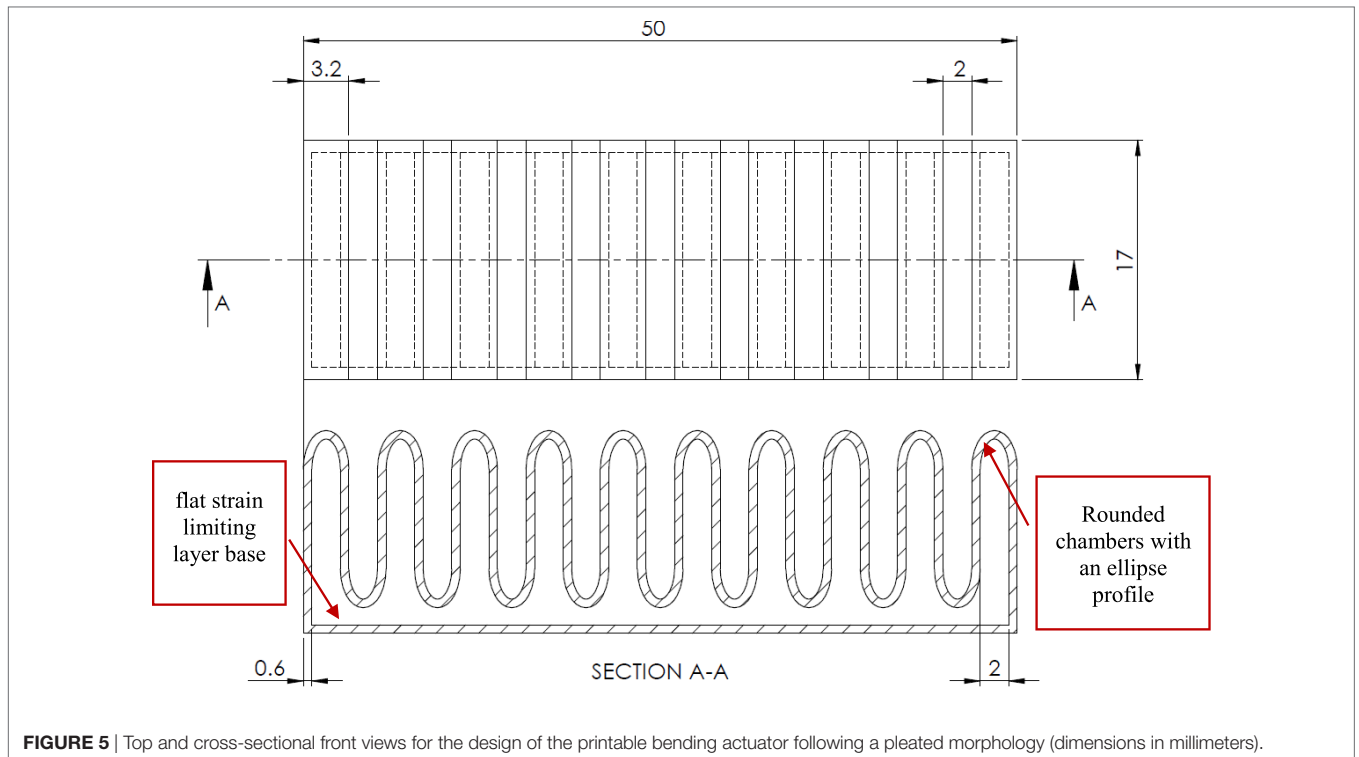 50
3.2
2
17
A
A
flat strain
limiting
layer base
Rounded
chambers with
an ellipse
profile
0.6
SECTION A-A
2
FIGURE 5 | Top and cross-sectional front views for the design of the printable bending actuator following a pleated morphology (dimensions in millimeters).